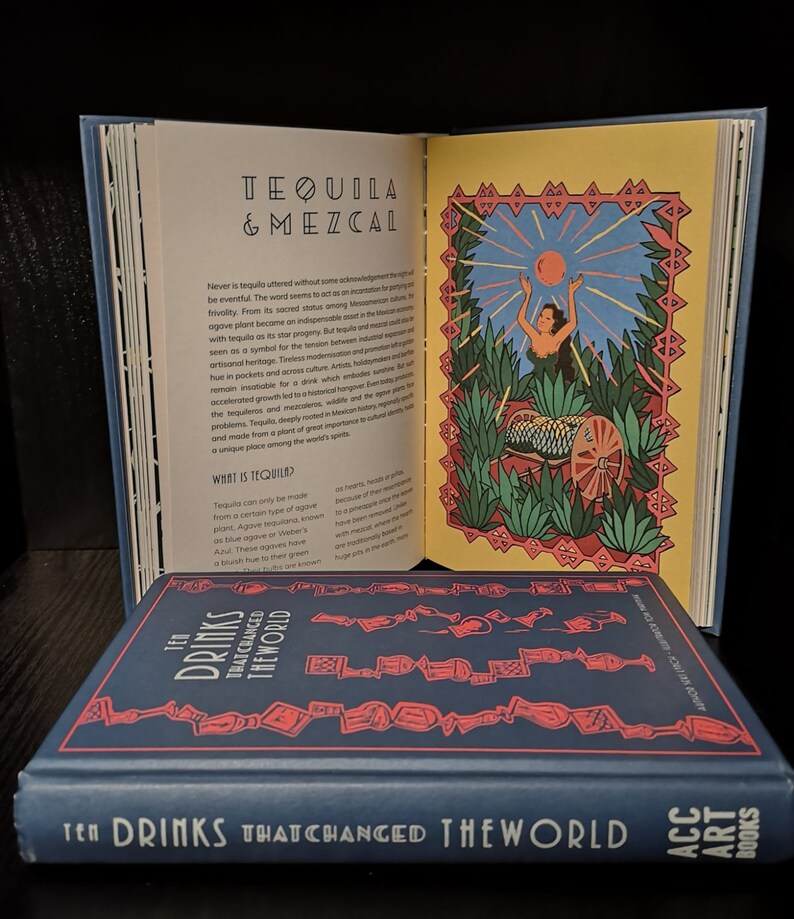 TEQUILA
& MEZCAL
Never is tequila uttered without some acknowledgement the night will
be eventful. The word seems to act as an incantation for partying and
frivolity. From its sacred status among Mesoamerican cultures, the
agave plant became an indispensable asset in the Mexican economy
with tequila as its star progeny. But tequila and mezcal could also be
seen as a symbol for the tension between industrial expansion and
artisanal heritage. Tireless modernisation and promotion left a golden
hue in pockets and across culture. Artists, holidaymakers and barflies
remain insatiable for a drink which embodies sunshine. But such
accelerated growth led to a historical hangover. Even today, producers,
the tequileros and mezcaleros, wildlife and the agave plants face
problems. Tequila, deeply rooted in Mexican history, regionally specific
and made from a plant of great importance to cultural identity, holds
a unique place among the world's spirits.
WHAT IS TEQUILA?
Tequila can only be made
from a certain type of agave
plant, Agave tequilana, known
as blue agave or Weber's
Azul. These agaves have
a bluish hue to their green
Their bulbs are known
as hearts, heads or piñas,
because of their resemblance
to a pineapple once the leaves
have been removed. Unlike
with mezcal, where the hearts
are traditionally baked in
huge pits in the earth, many
TEN
DRINKS
THAT CHANGED
THE WORLD
AUTHOR SEKI LYNCH - ILLUSTRATOR TOM MARYNIAK
TEN DRINKS THAT CHANGED THE WORLD
ACC
ART
BOOKS